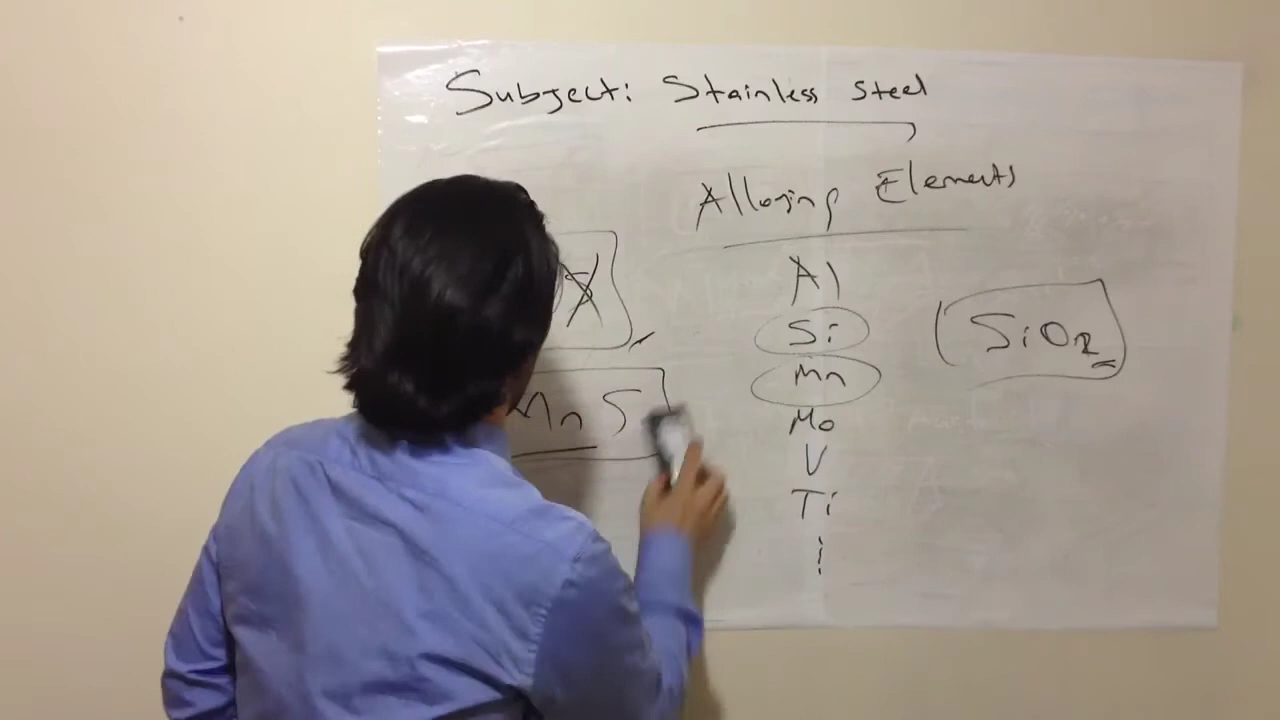 Subject: Stainless Steel
Alloying Elements
Al
Si
SiO2
Mn
MnS
Mo
V
Ti